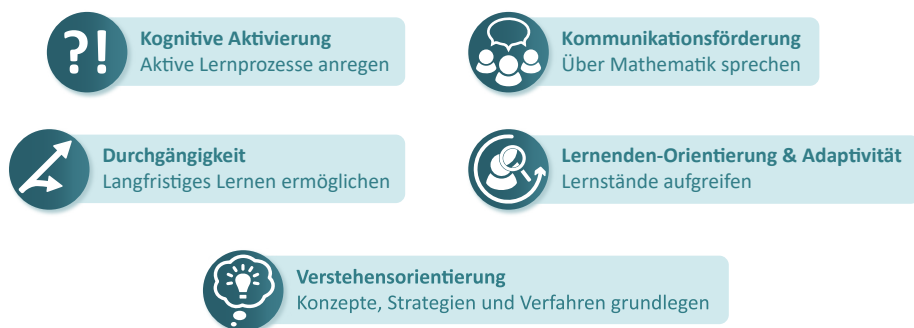 ?!
Kognitive Aktivierung
Aktive Lernprozesse anregen
Kommunikationsförderung
Über Mathematik sprechen
Durchgängigkeit
Langfristiges Lernen ermöglichen
Lernenden-Orientierung & Adaptivität
Lernstände aufgreifen
Verstehensorientierung
Konzepte, Strategien und Verfahren grundlegen